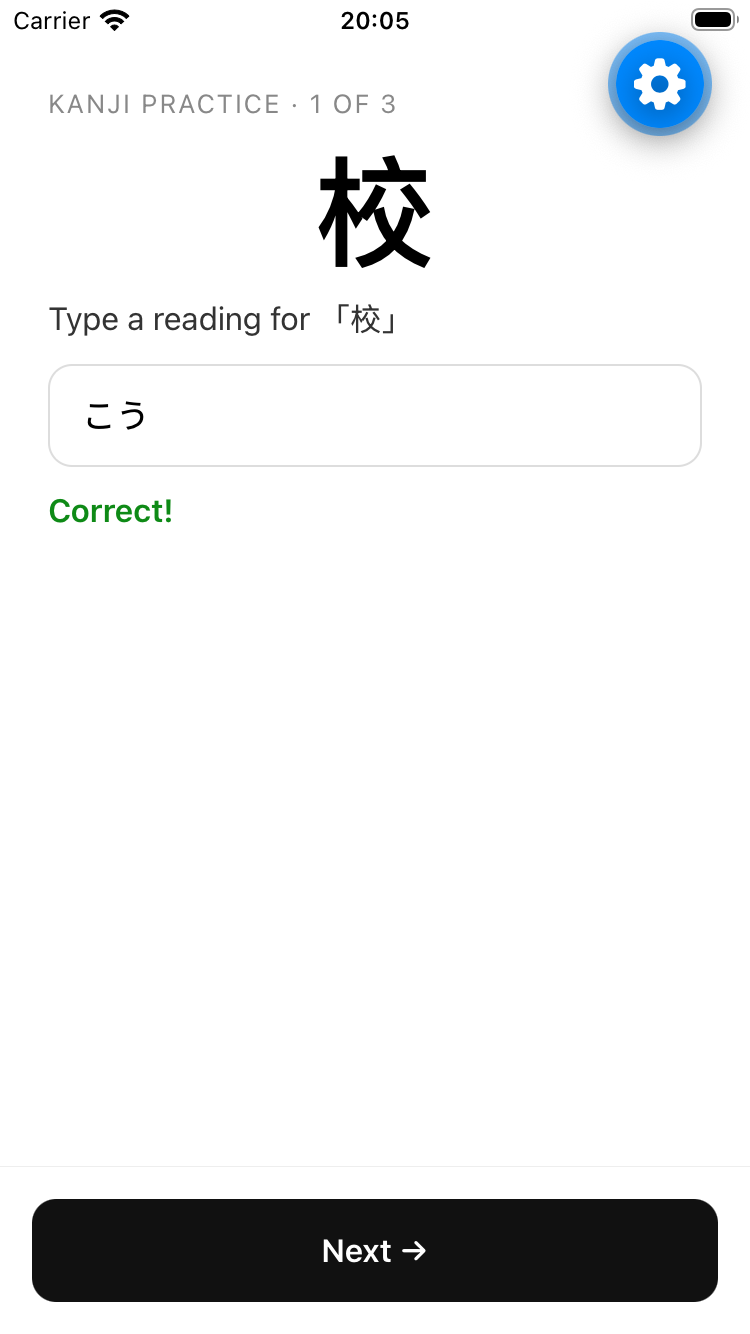 Carrier 20:05
KANJI PRACTICE · 1 OF 3
校
Type a reading for 「校」
こう
Correct!
Next →